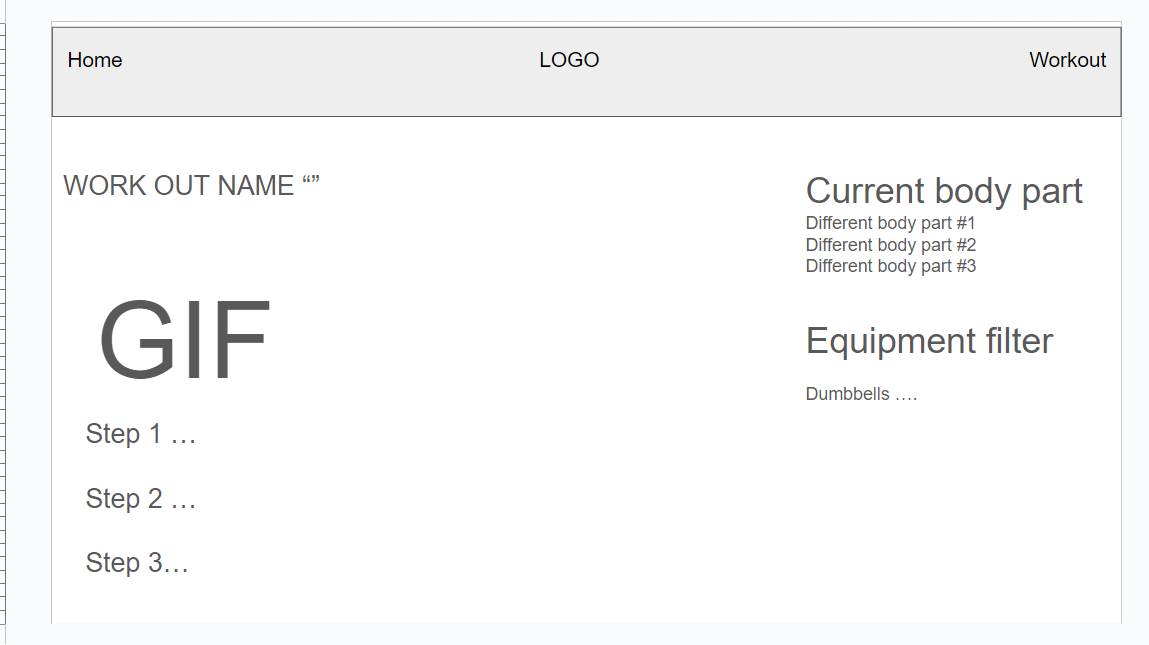 Home LOGO Workout
WORK OUT NAME “”
GIF
Step 1 …
Step 2 …
Step 3…
Current body part
Different body part #1
Different body part #2
Different body part #3
Equipment filter
Dumbbells ….